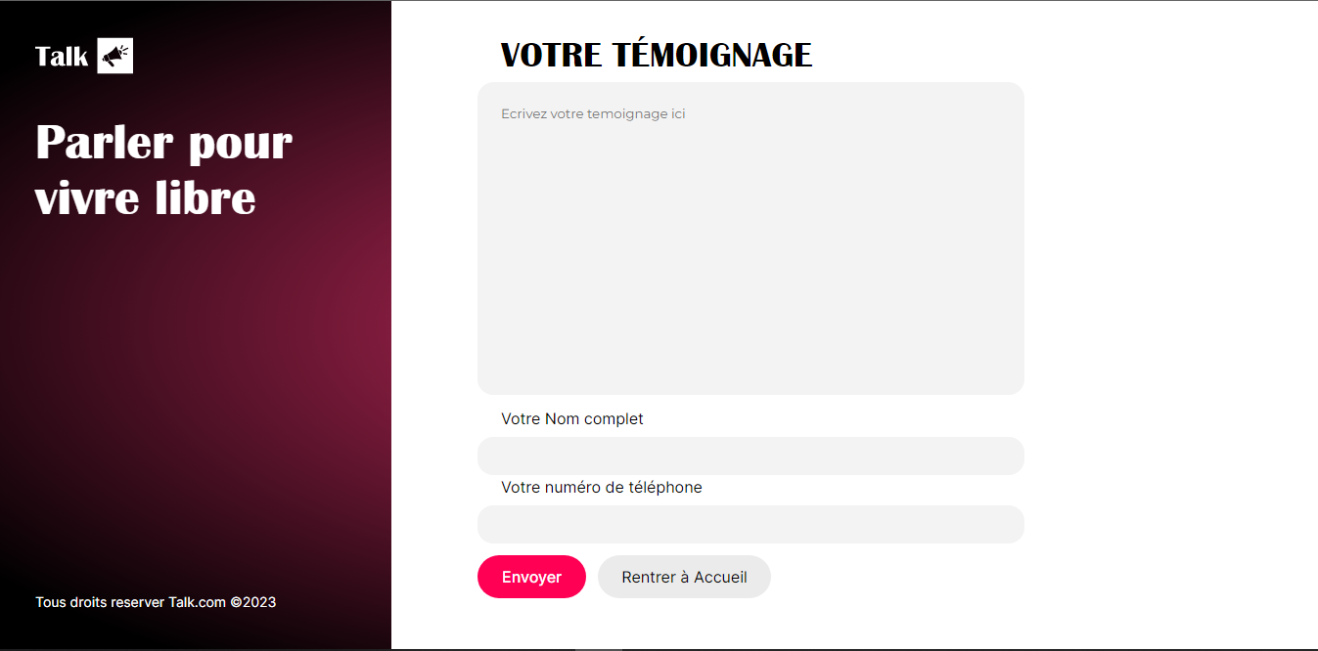 Talk
Parler pour
vivre libre
Tous droits reserver Talk.com ©2023
VOTRE TÉMOIGNAGE
Ecrivez votre temoignage ici
Votre Nom complet
Votre numéro de téléphone
Envoyer
Rentrer à Accueil